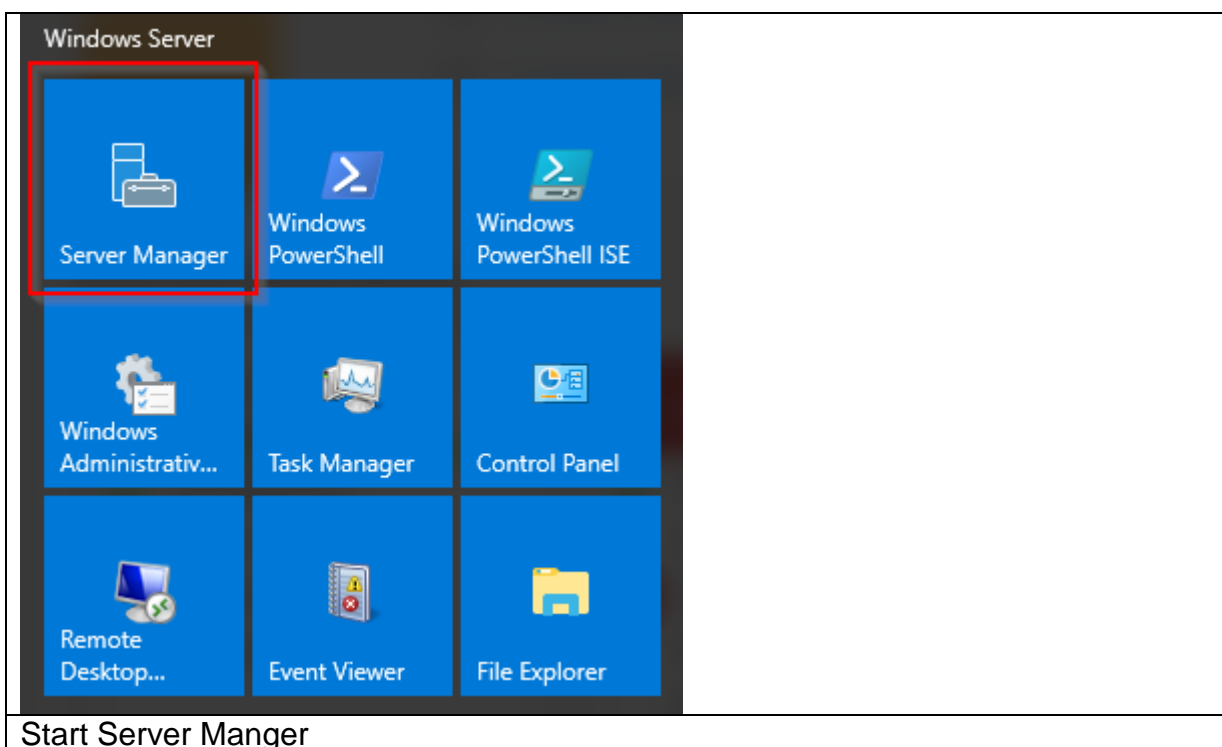 Windows Server
Server Manager
Windows
PowerShell
Windows
PowerShell ISE
Windows
Administrativ...
Task Manager
Control Panel
Remote
Desktop...
Event Viewer
File Explorer
Start Server Manger